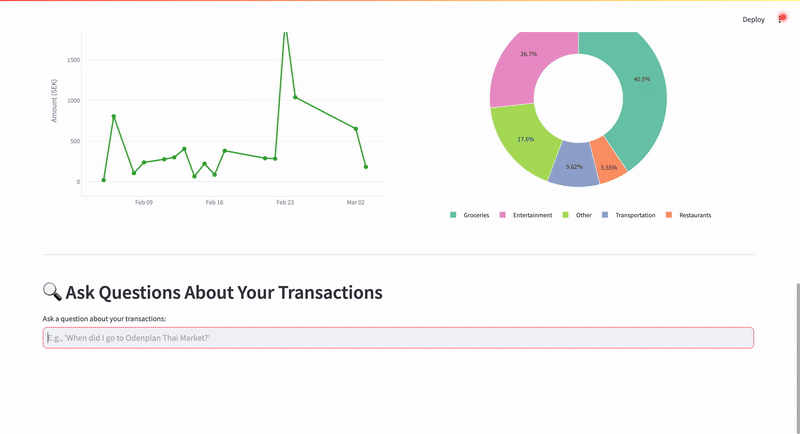 Deploy
1500
1000
500
0
Amount (SEK)
Feb 09
Feb 16
Feb 23
Mar 02
26.7%
40.5%
17.6%
9.62%
5.55%
Groceries
Entertainment
Other
Transportation
Restaurants
Ask Questions About Your Transactions
Ask a question about your transactions:
E.g., 'When did I go to Odenplan Thai Market?'